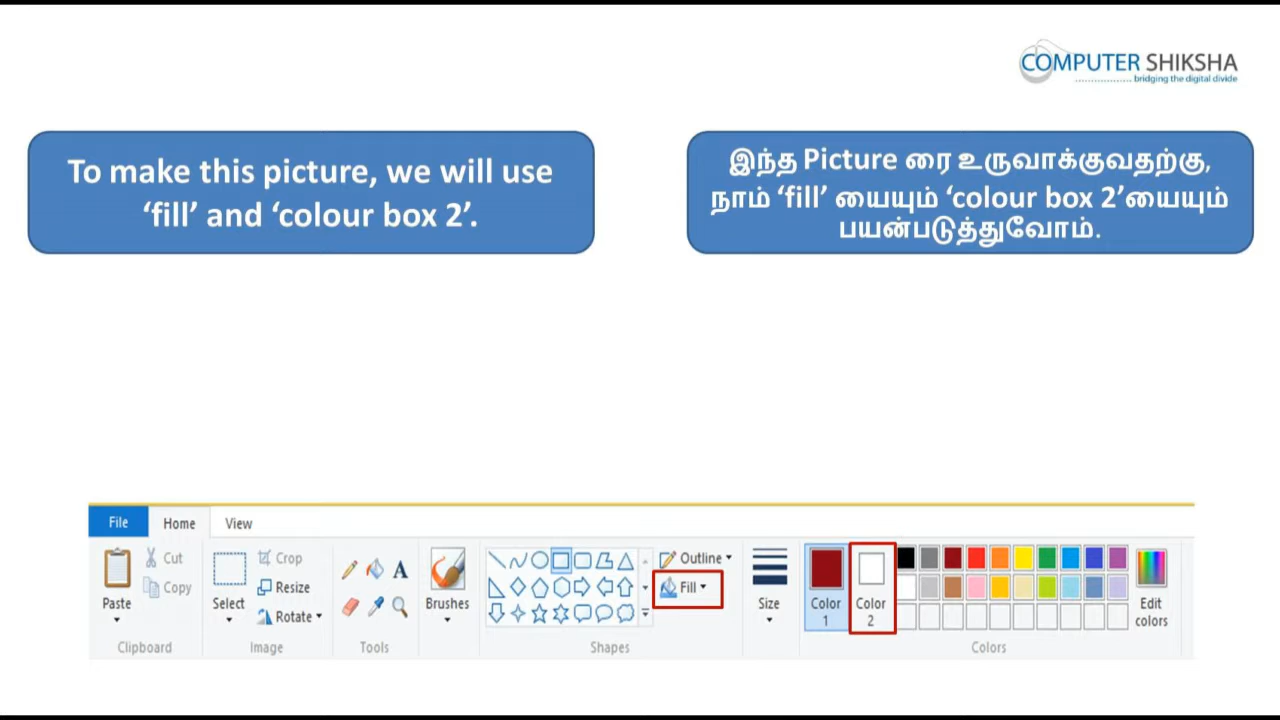 COMPUTER SHIKSHA
bridging the digital divide
To make this picture, we will use
‘fill’ and ‘colour box 2’.
இந்த Picture ரை உருவாக்குவதற்கு,
நாம் ‘fill’ யையும் ‘colour box 2’யையும்
பயன்படுத்துவோம்.
File Home View
Cut Crop Outline
Copy Resize Fill
Paste Select Rotate Brushes Size Color 1 Color 2 Edit colors
Clipboard Image Tools Shapes Colors